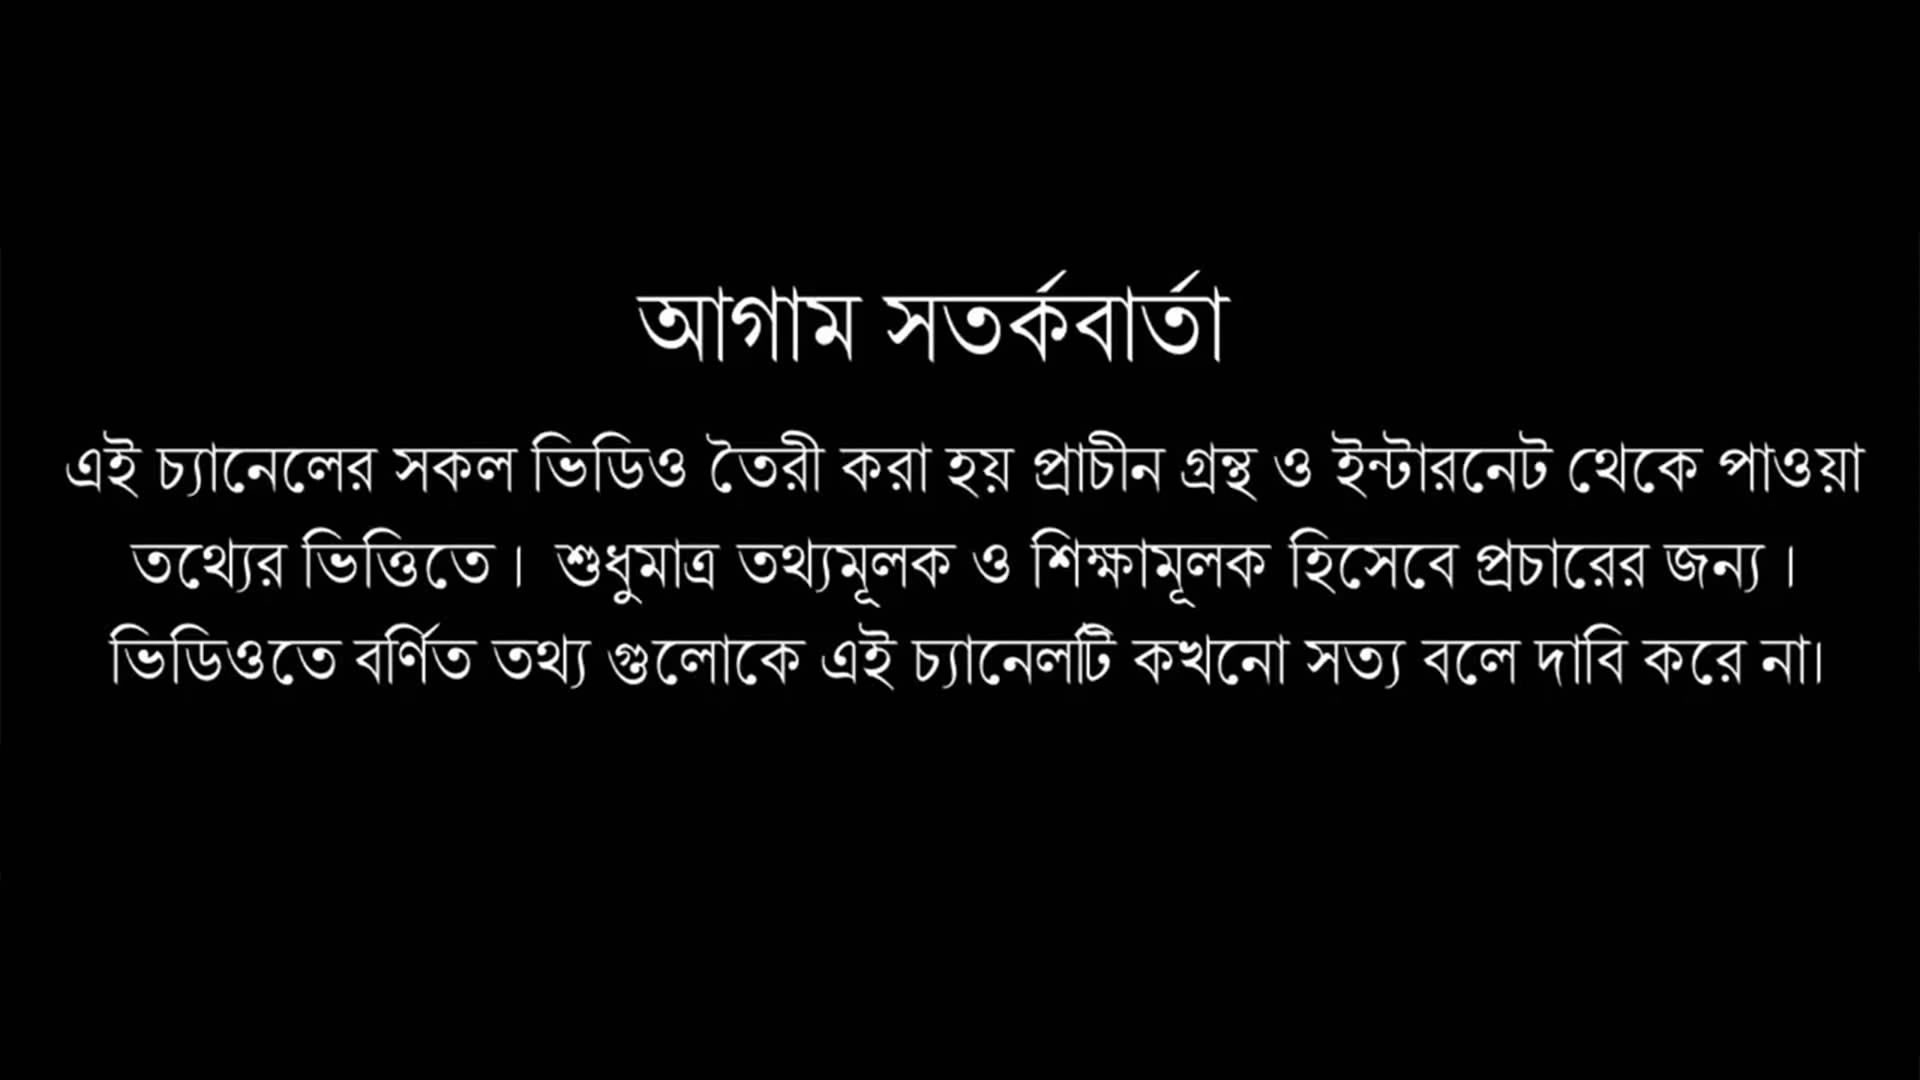 আগাম সতর্কবার্তা
এই চ্যানেলের সকল ভিডিও তৈরী করা হয় প্রাচীন গ্রন্থ ও ইন্টারনেট থেকে পাওয়া
তথ্যের ভিত্তিতে। শুধুমাত্র তথ্যমূলক ও শিক্ষামূলক হিসেবে প্রচারের জন্য।
ভিডিওতে বর্ণিত তথ্য গুলোকে এই চ্যানেলটি কখনো সত্য বলে দাবি করে না।